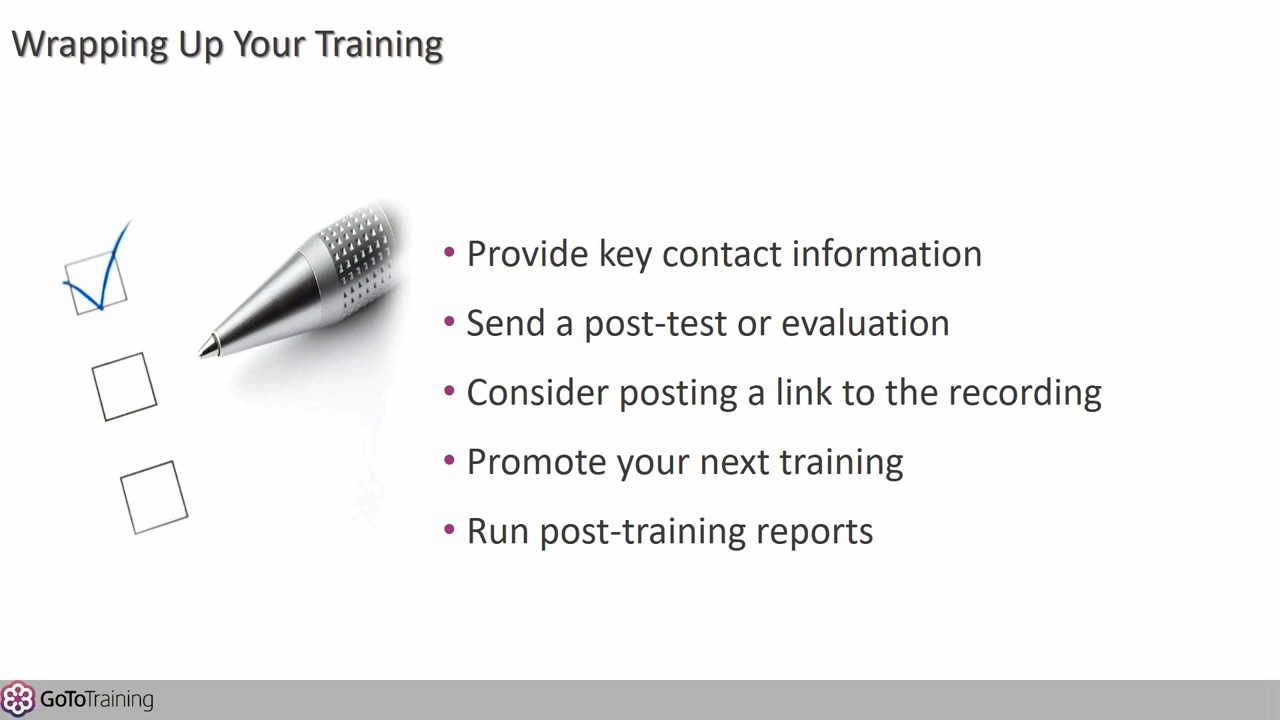 Wrapping Up Your Training
• Provide key contact information
• Send a post-test or evaluation
• Consider posting a link to the recording
• Promote your next training
• Run post-training reports
GoToTraining